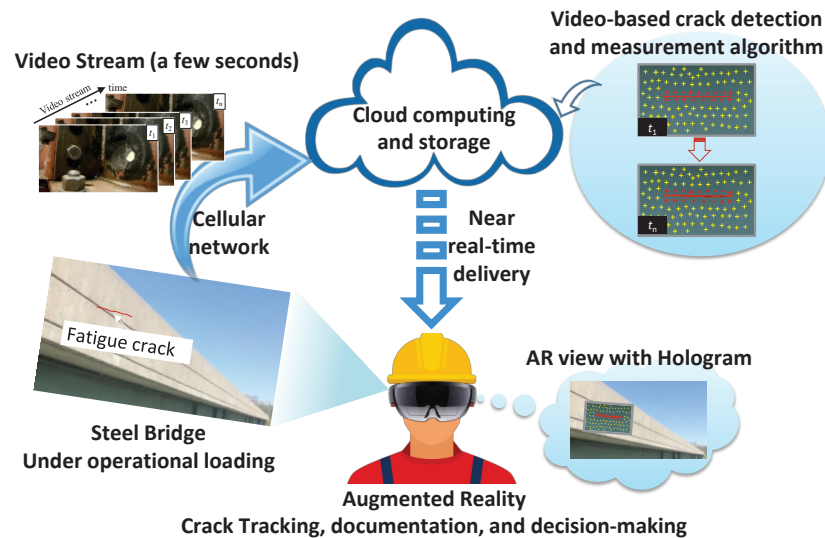 Video-based crack detection
and measurement algorithm
Video Stream (a few seconds)
Video stream
time
...
t1
t2
t3
tn
Cloud computing
and storage
t1
tn
Cellular
network
Near
real-time
delivery
Fatigue crack
AR view with Hologram
Steel Bridge
Under operational loading
Augmented Reality
Crack Tracking, documentation, and decision-making